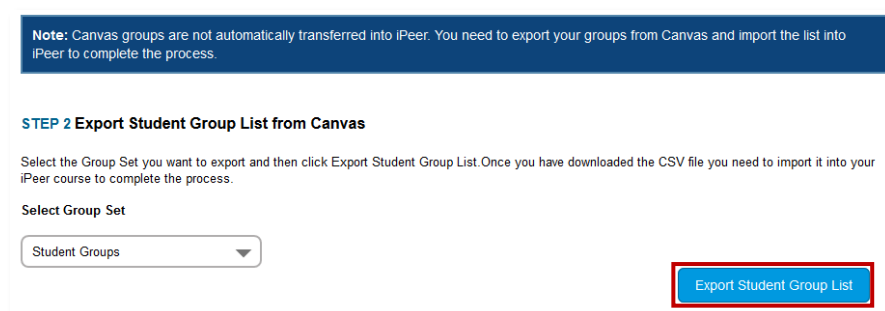 Note: Canvas groups are not automatically transferred into iPeer. You need to export your groups from Canvas and import the list into
iPeer to complete the process.
STEP 2 Export Student Group List from Canvas
Select the Group Set you want to export and then click Export Student Group List.Once you have downloaded the CSV file you need to import it into your
iPeer course to complete the process.
Select Group Set
Student Groups
Export Student Group List